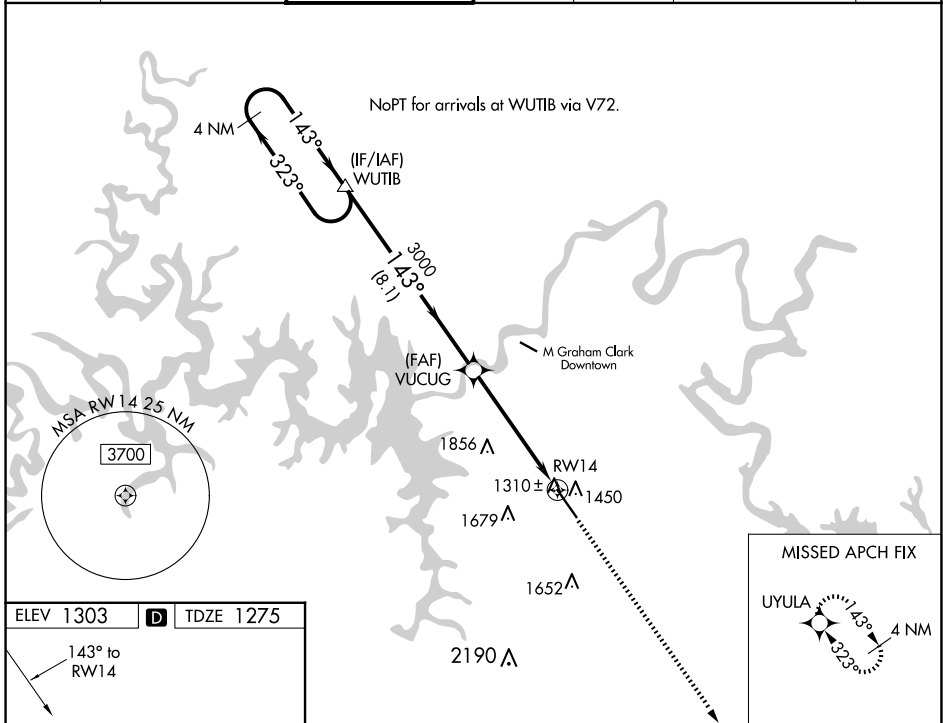 NoPT for arrivals at WUTIB via V72.
4 NM
143°
323°
(IF/IAF)
WUTIB
3000
143°
(8.1)
(FAF)
VUCUG
M Graham Clark
Downtown
MSA RW14 25 NM
3700
1856
RW14
1310±
1450
1679
1652
2190
MISSED APCH FIX
UYULA
143°
4 NM
323°
ELEV 1303
D
TDZE 1275
143° to
RW14